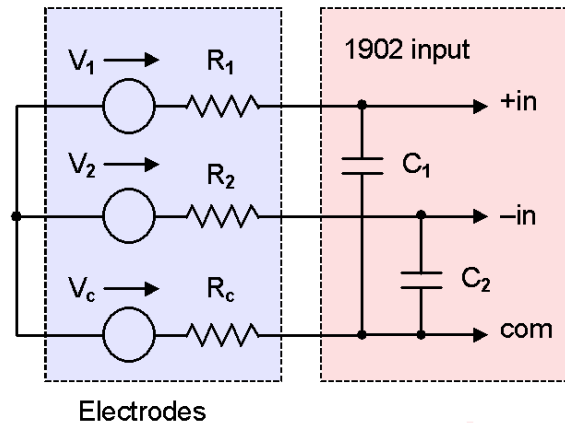 V₁
R₁
1902 input
+in
C₁
V₂
R₂
–in
C₂
Vc
Rc
com
Electrodes